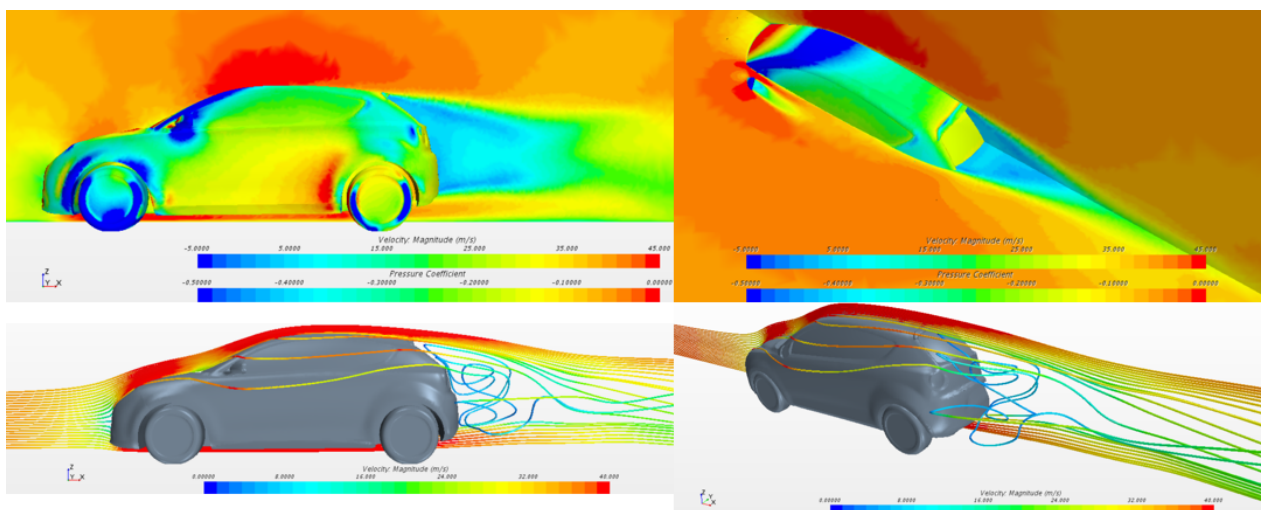 Velocity: Magnitude (m/s)
-5.0000 5.0000 15.000 25.000 35.000 45.000
Pressure Coefficient
-0.50000 -0.40000 -0.30000 -0.20000 -0.10000 0.00000
Z
Y X
Velocity: Magnitude (m/s)
-5.0000 5.0000 15.000 25.000 35.000 45.000
Pressure Coefficient
-0.50000 -0.40000 -0.30000 -0.20000 -0.10000 0.00000
Z
Y X
Velocity: Magnitude (m/s)
0.00000 8.0000 16.000 24.000 32.000 40.000
Z
Y
X
Velocity: Magnitude (m/s)
0.00000 8.0000 16.000 24.000 32.000 40.000